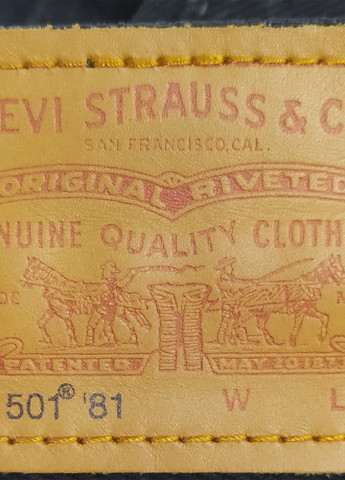 EVI STRAUSS & C
SAN FRANCISCO, CAL.
ORIGINAL RIVETED
NUINE QUALITY CLOTH
PATENTED MAY 20 187
501® '81 W L